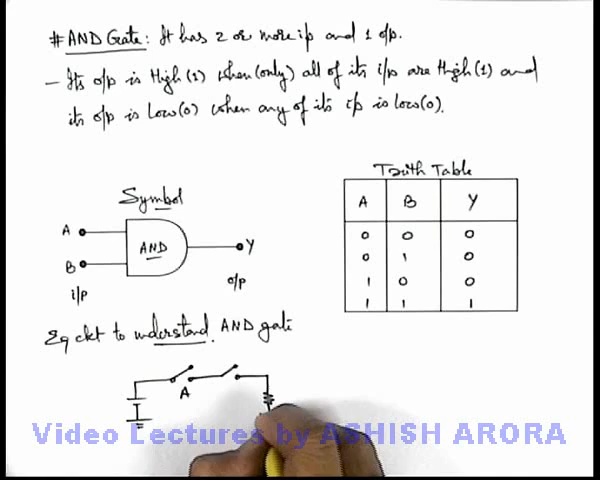 # AND Gate: It has 2 or more i/p and 1 o/p.
- Its o/p is High(1) when(only) all of its i/p are High(1) and
its o/p is Low(0) when any of its i/p is low(0).
Symbol
A
B
AND
Y
i/p
o/p
Truth Table
A B Y
0 0 0
0 1 0
1 0 0
1 1 1
Eq ckt to understand AND gate
A
Video Lectures by ASHISH ARORA